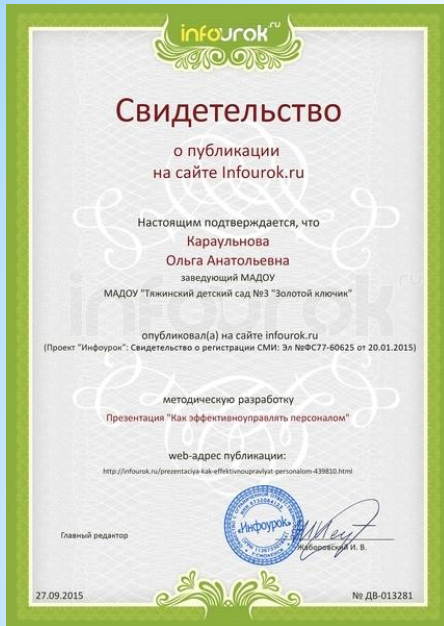 infourok.ru
Свидетельство
о публикации
на сайте Infourok.ru
Настоящим подтверждается, что
Караульнова
Ольга Анатольевна
заведующий МАДОУ
МАДОУ "Тяжинский детский сад №3 "Золотой ключик"
опубликовал(а) на сайте infourok.ru
(Проект "Инфоурок": Свидетельство о регистрации СМИ: Эл №ФС77-60625 от 20.01.2015)
методическую разработку
Презентация "Как эффективноуправлять персоналом"
web-адрес публикации:
http://infourok.ru/prezentaciya-kak-effektivnoupravlyat-personalom-439810.html
«Инфоурок»
Главный редактор
Жаборовский И. В.
27.09.2015
№ ДВ-013281